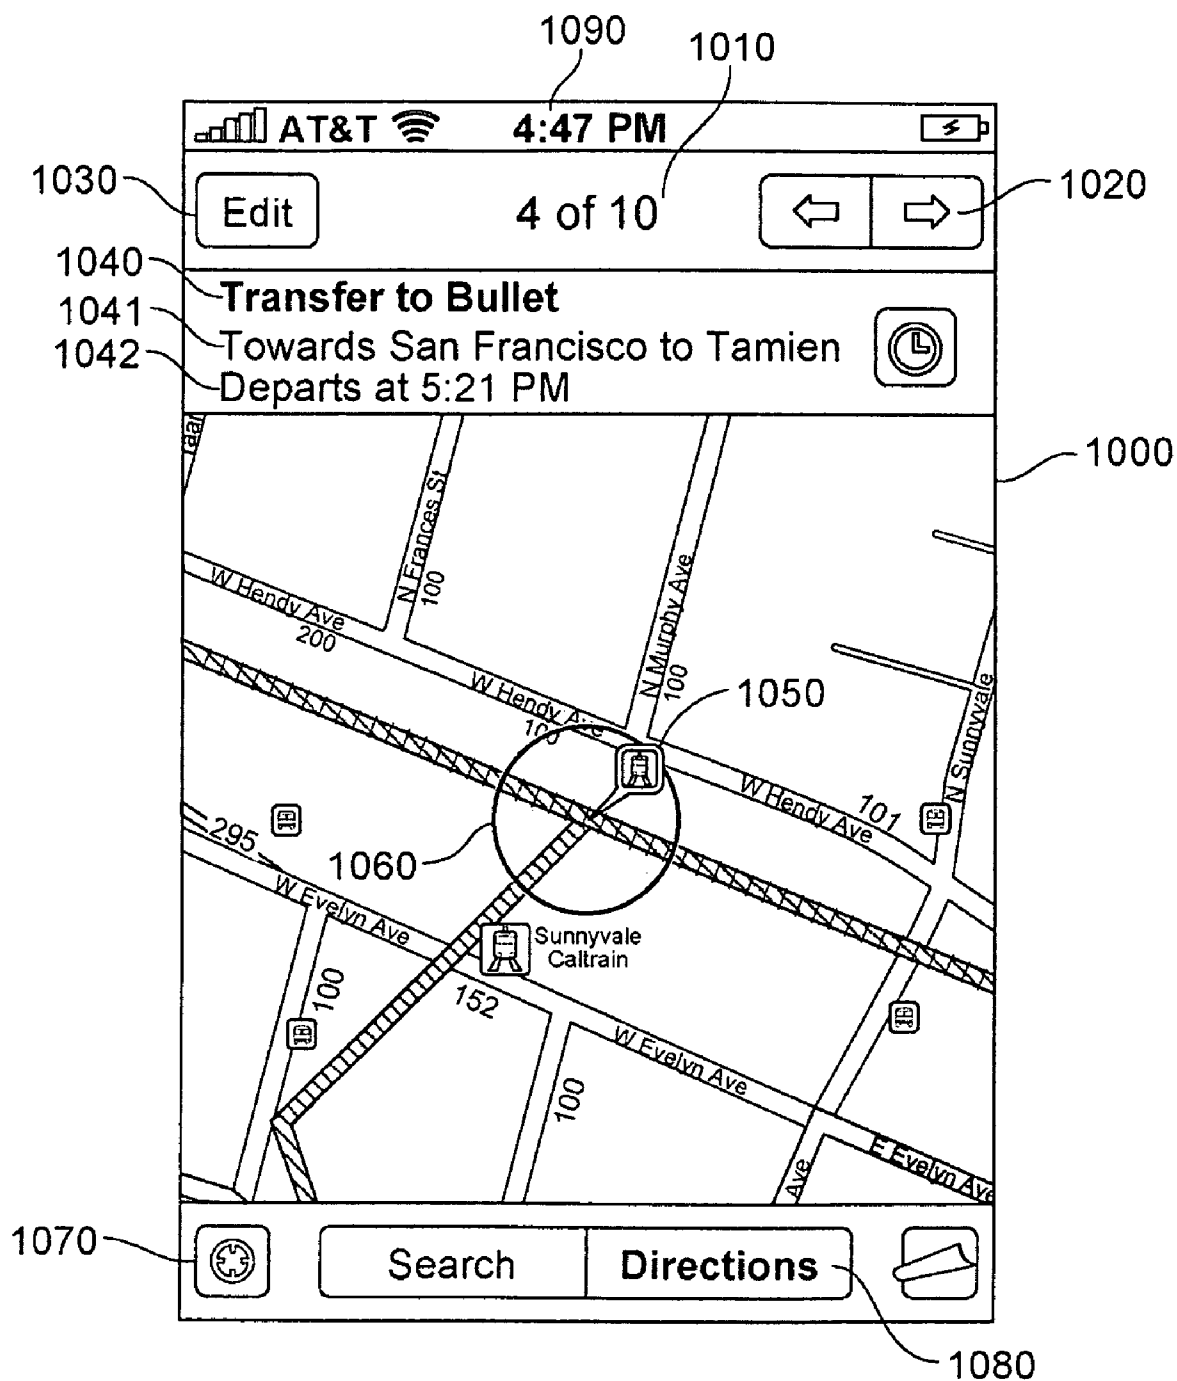 1090
1010
AT&T 4:47 PM
1030
Edit
4 of 10
1020
1040
Transfer to Bullet
1041
Towards San Francisco to Tamien
1042
Departs at 5:21 PM
1000
N Frances St
100
W Hendy Ave
200
N Murphy Ave
100
W Hendy Ave
100
1050
N Sunnyvale
W Hendy Ave
101
295
1060
W Evelyn Ave
Sunnyvale
Caltrain
152
100
W Evelyn Ave
100
E Evelyn Ave
Ave
1070
Search
Directions
1080